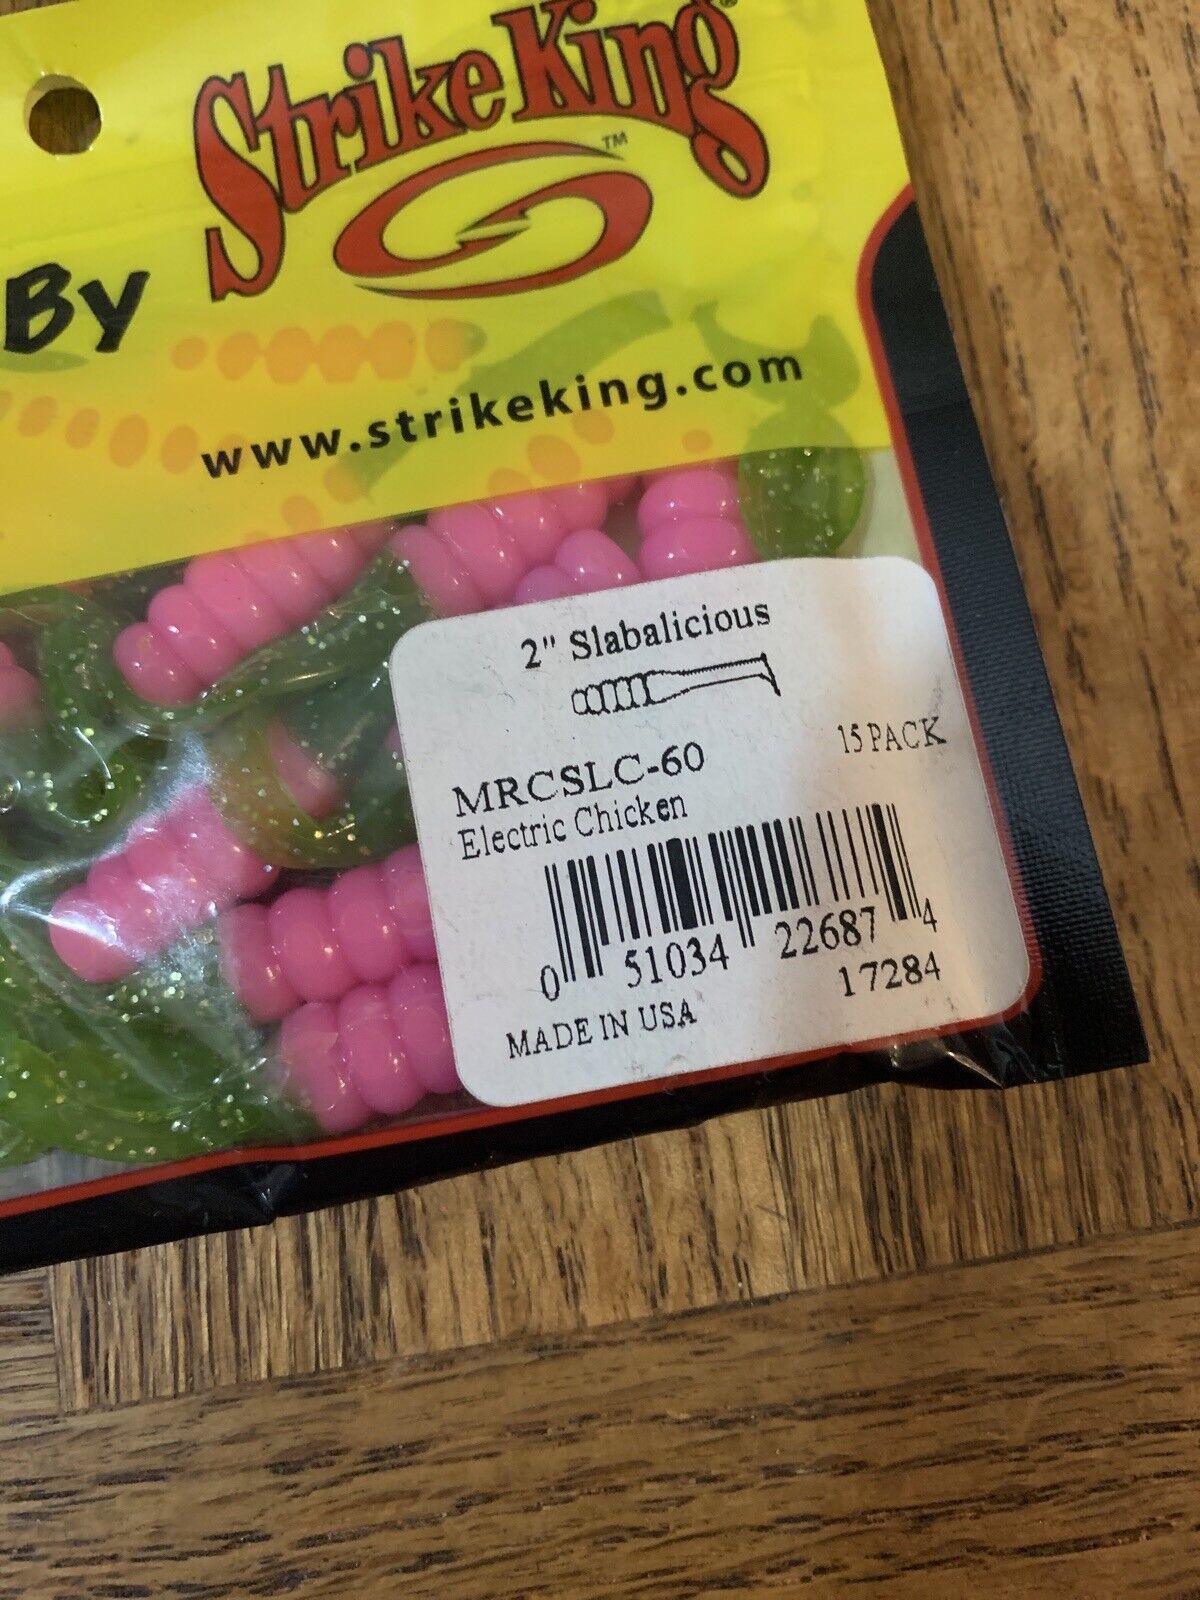 By Strike King ™
www.strikeking.com
2" Slabalicious
15 PACK
MRCSLC-60
Electric Chicken
0 51034 22687 4
17284
MADE IN USA